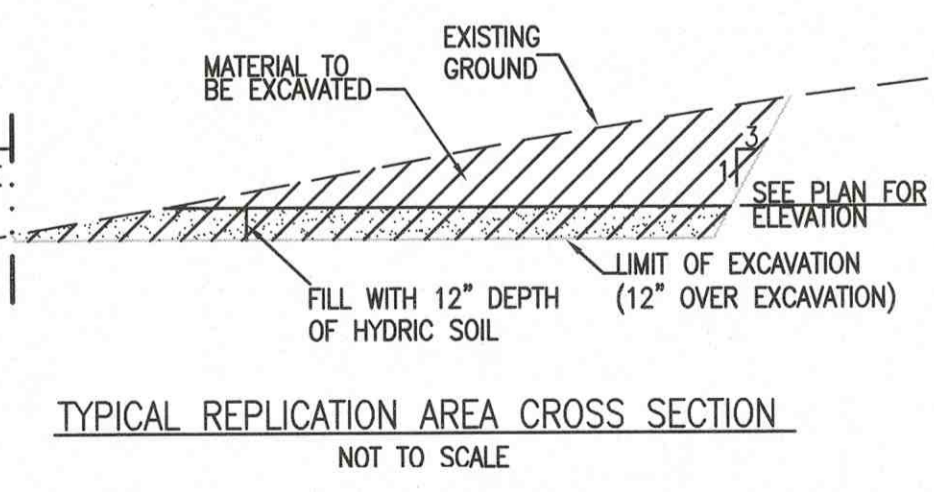 EXISTING
GROUND
MATERIAL TO
BE EXCAVATED
3
1
SEE PLAN FOR
ELEVATION
LIMIT OF EXCAVATION
(12" OVER EXCAVATION)
FILL WITH 12" DEPTH
OF HYDRIC SOIL
TYPICAL REPLICATION AREA CROSS SECTION
NOT TO SCALE